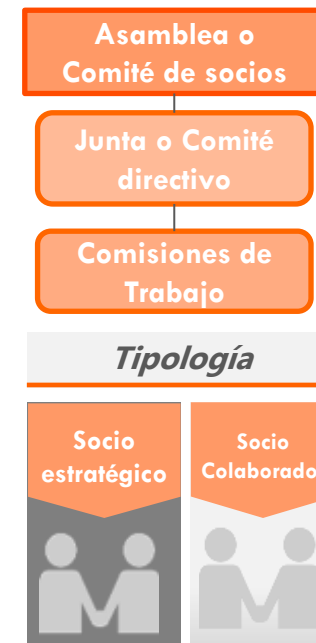 Asamblea o
Comité de socios
Junta o Comité
directivo
Comisiones de
Trabajo
Tipología
Socio
estratégico
Socio
Colaborado